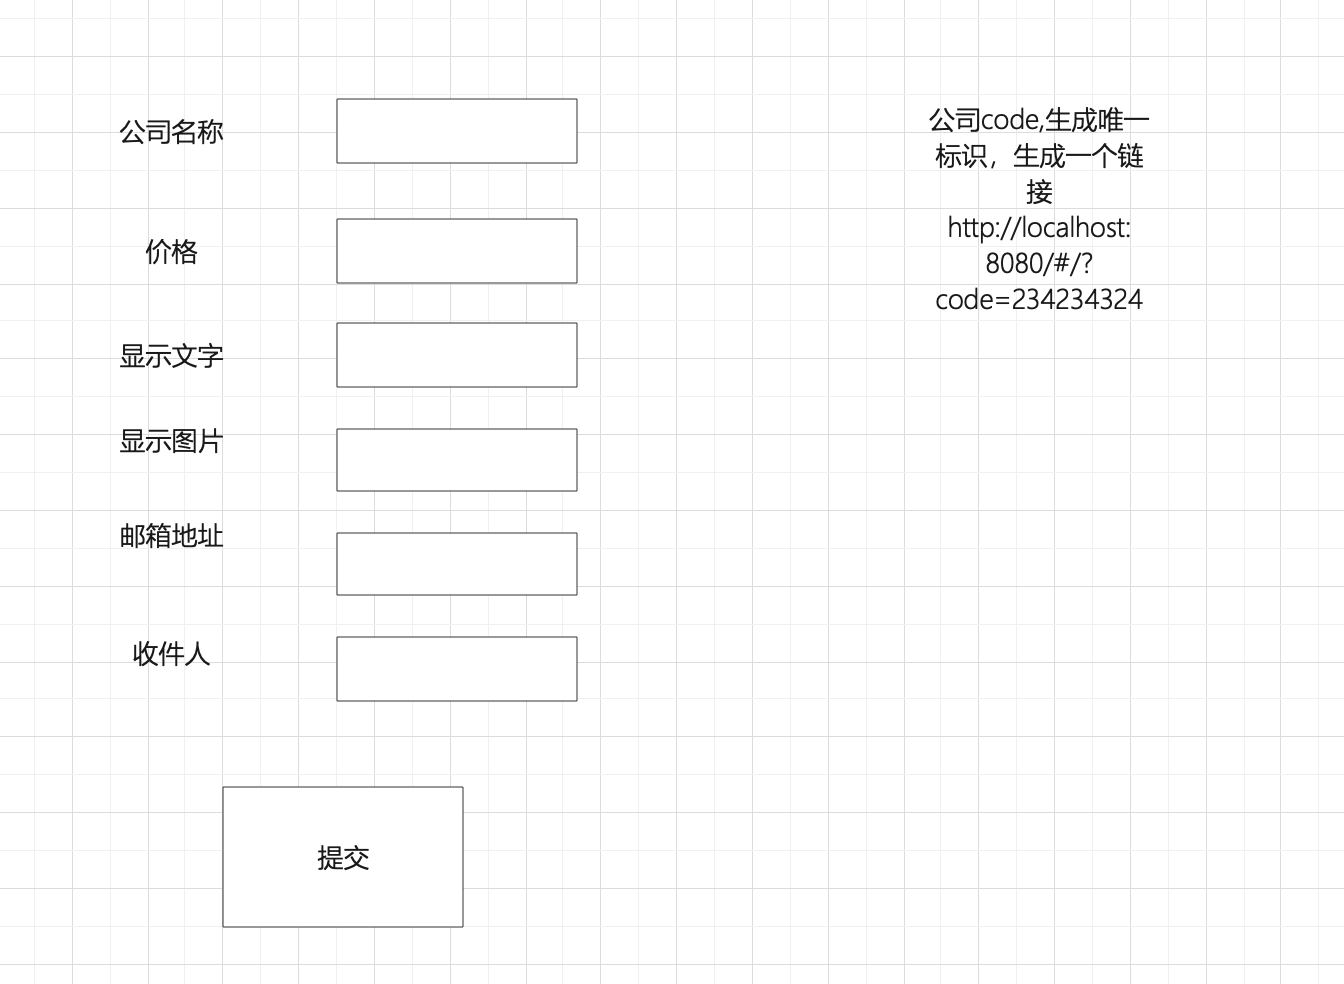 公司名称
价格
显示文字
显示图片
邮箱地址
收件人
提交
公司code,生成唯一
标识，生成一个链
接
http://localhost:
8080/#/?
code=234234324